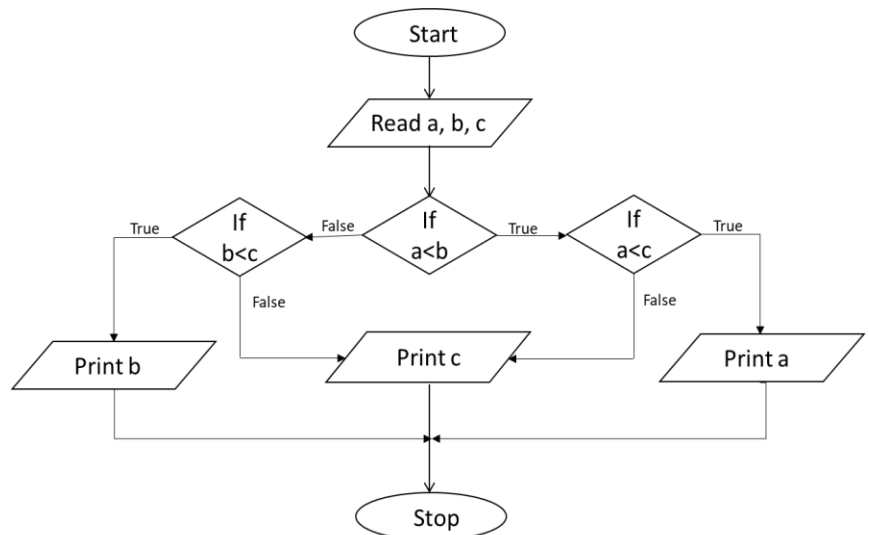 Start
Read a, b, c
If
a<b
False
True
If
b<c
True
False
If
a<c
True
False
Print b
Print c
Print a
Stop